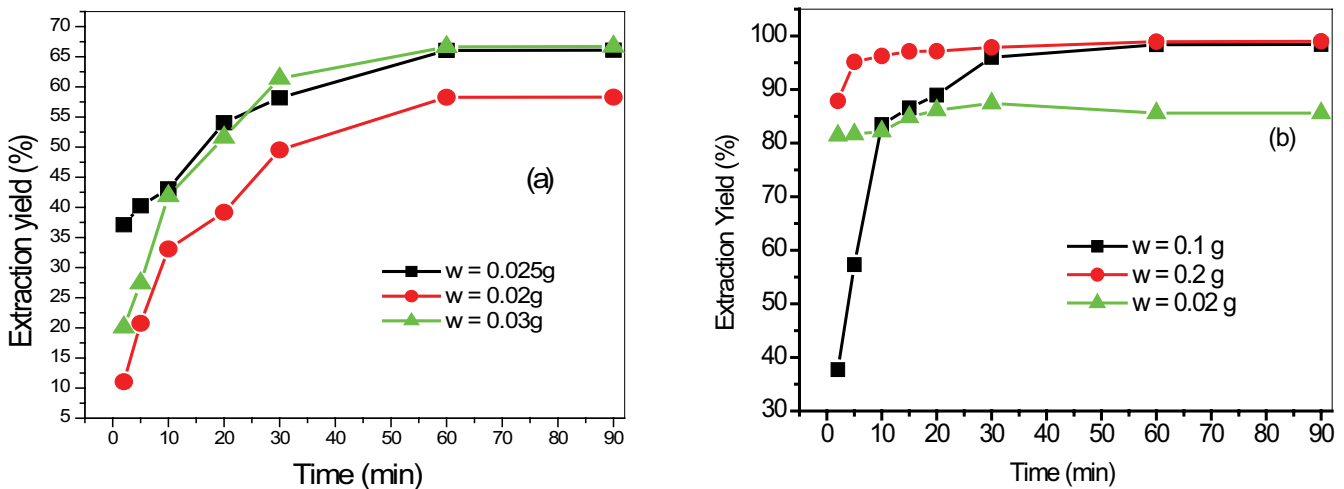 70
65
60
55
50
45
40
35
30
25
20
15
10
5
Extraction yield (%)
(a)
w = 0.025g
w = 0.02g
w = 0.03g
0 10 20 30 40 50 60 70 80 90
Time (min)
100
90
80
70
60
50
40
30
Extraction Yield (%)
(b)
w = 0.1 g
w = 0.2 g
w = 0.02 g
0 10 20 30 40 50 60 70 80 90
Time (min)